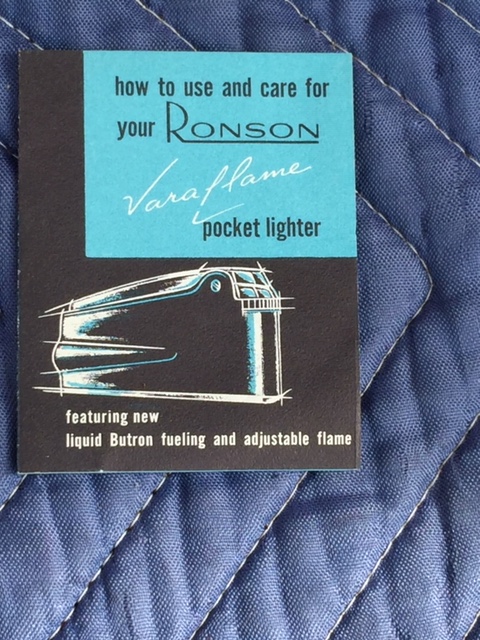 how to use and care for
your RONSON
Varaflame
pocket lighter
featuring new
liquid Butron fueling and adjustable flame